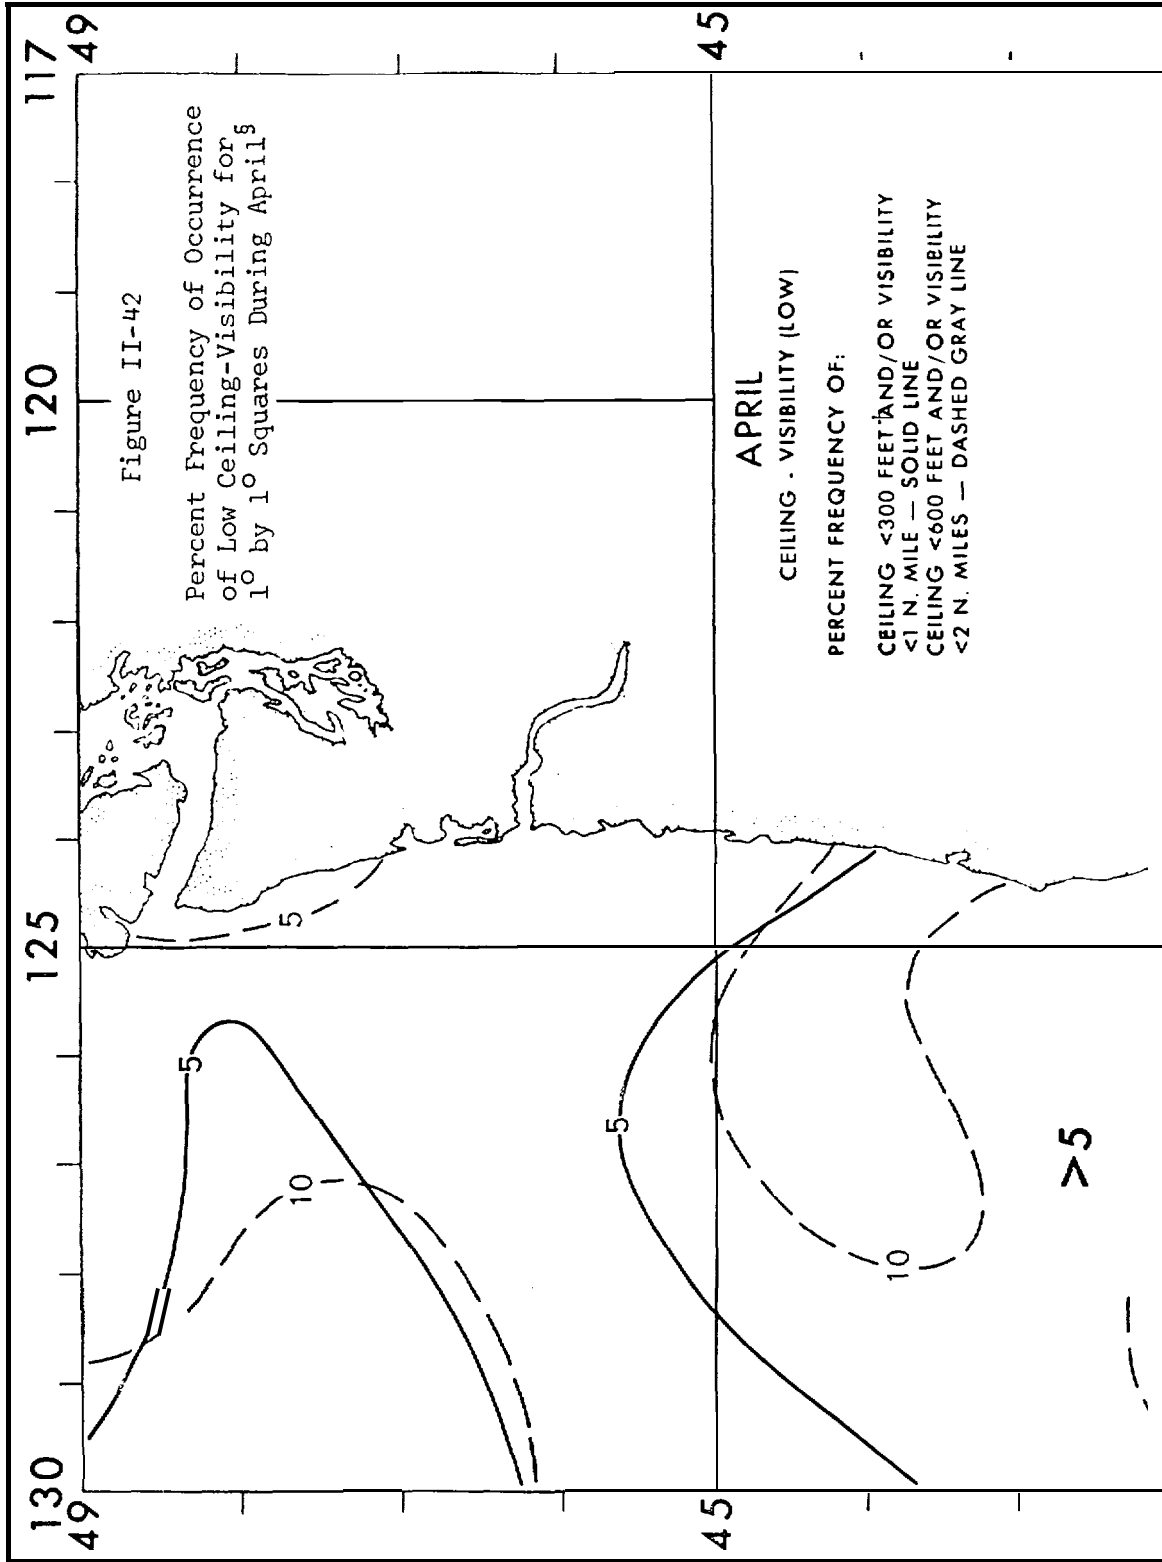 Figure II-42
Percent Frequency of Occurrence
of Low Ceiling-Visibility for
1° by 1° Squares During April§
130
125
120
117
49
49
45
45
5
10
5
5
10
>5
APRIL
CEILING - VISIBILITY (LOW)
PERCENT FREQUENCY OF:
CEILING <300 FEET AND/OR VISIBILITY
<1 N. MILE — SOLID LINE
CEILING <600 FEET AND/OR VISIBILITY
<2 N. MILES — DASHED GRAY LINE